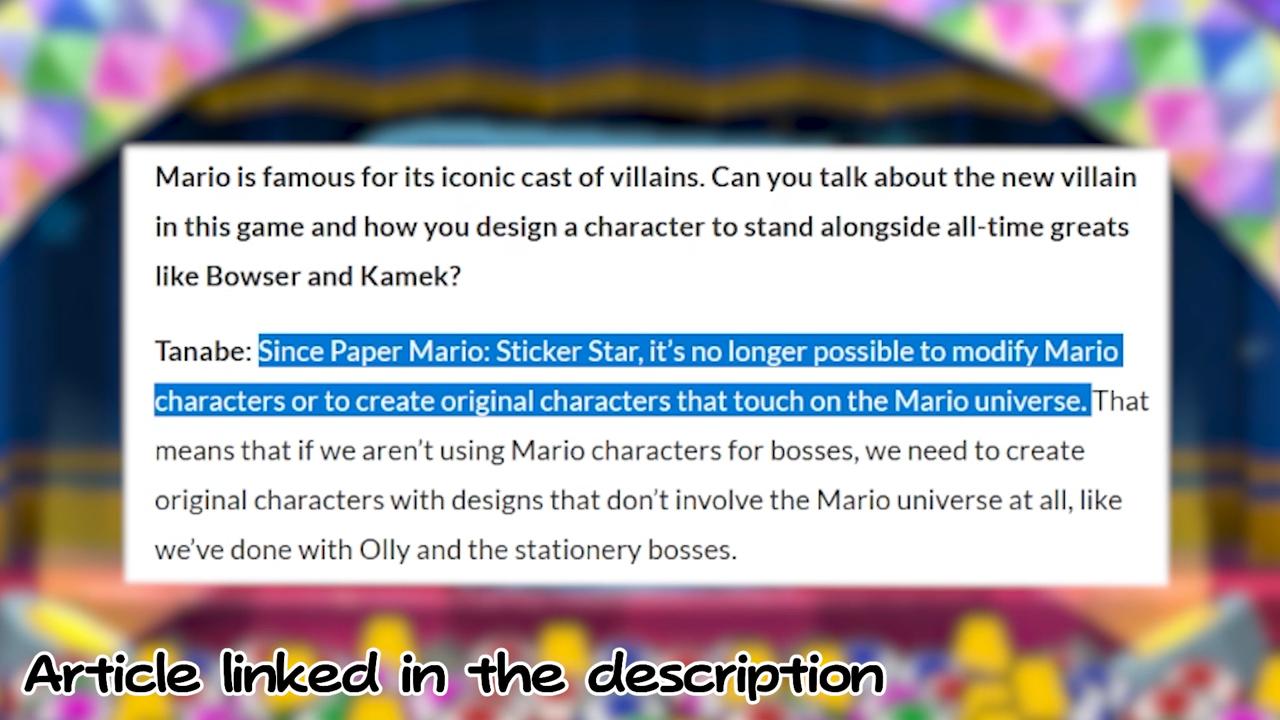 Mario is famous for its iconic cast of villains. Can you talk about the new villain
in this game and how you design a character to stand alongside all-time greats
like Bowser and Kamek?
Tanabe: Since Paper Mario: Sticker Star, it’s no longer possible to modify Mario
characters or to create original characters that touch on the Mario universe. That
means that if we aren’t using Mario characters for bosses, we need to create
original characters with designs that don’t involve the Mario universe at all, like
we’ve done with Olly and the stationery bosses.
Article linked in the description